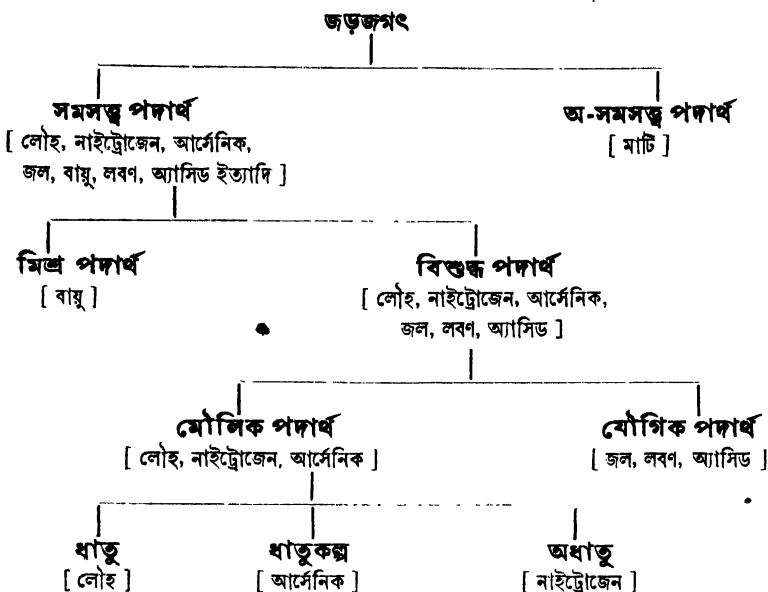 জড়জগৎ
সমসত্ত্ব পদার্থ
[ লৌহ, নাইট্রোজেন, আর্সেনিক,
জল, বায়ু, লবণ, অ্যাসিড ইত্যাদি ]
অ-সমসত্ত্ব পদার্থ
[ মাটি ]
মিশ্র পদার্থ
[ বায়ু ]
বিশুদ্ধ পদার্থ
[ লৌহ, নাইট্রোজেন, আর্সেনিক,
জল, লবণ, অ্যাসিড ]
মৌলিক পদার্থ
[ লৌহ, নাইট্রোজেন, আর্সেনিক ]
যৌগিক পদার্থ
[ জল, লবণ, অ্যাসিড ]
ধাতু
[ লৌহ ]
ধাতুকল্প
[ আর্সেনিক ]
অধাতু
[ নাইট্রোজেন ]